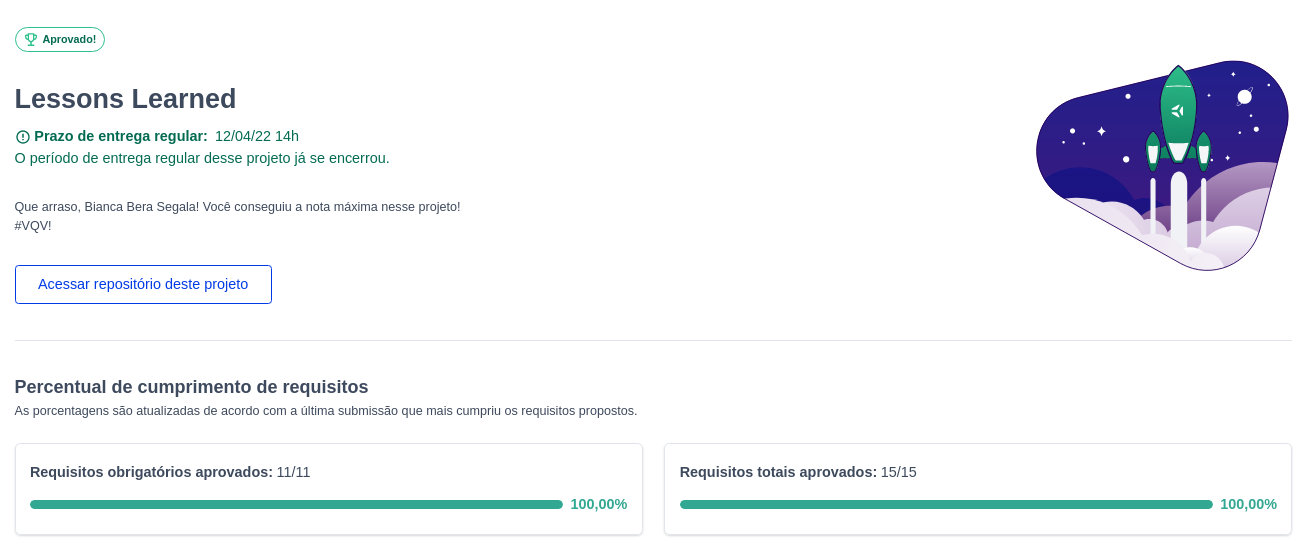 Aprovado!
Lessons Learned
Prazo de entrega regular: 12/04/22 14h
O período de entrega regular desse projeto já se encerrou.
Que arraso, Bianca Bera Segala! Você conseguiu a nota máxima nesse projeto!
#VQV!
Acessar repositório deste projeto
Percentual de cumprimento de requisitos
As porcentagens são atualizadas de acordo com a última submissão que mais cumpriu os requisitos propostos.
Requisitos obrigatórios aprovados: 11/11
100,00%
Requisitos totais aprovados: 15/15
100,00%